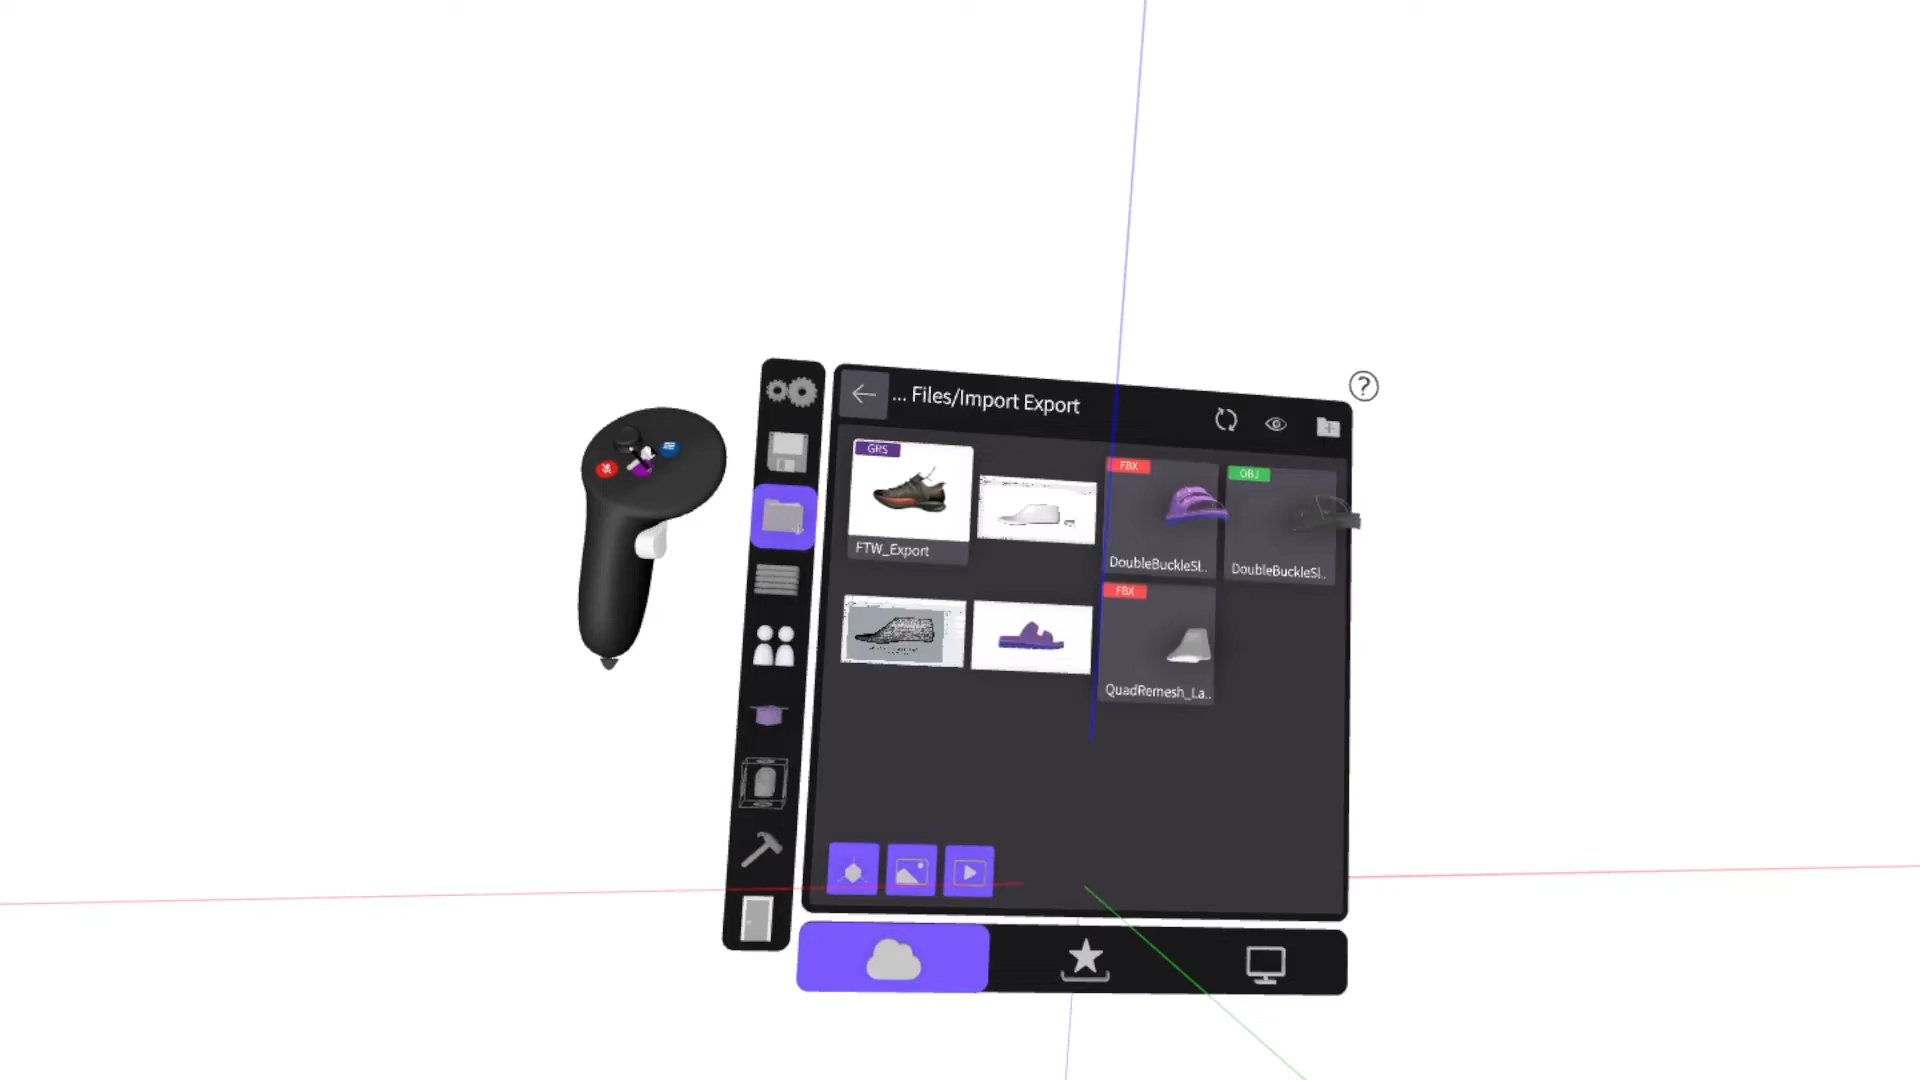 ... Files/Import Export
?
GRS
FTW_Export
FBX
DoubleBuckleSl..
OBJ
DoubleBuckleSl..
FBX
QuadRemesh_La..